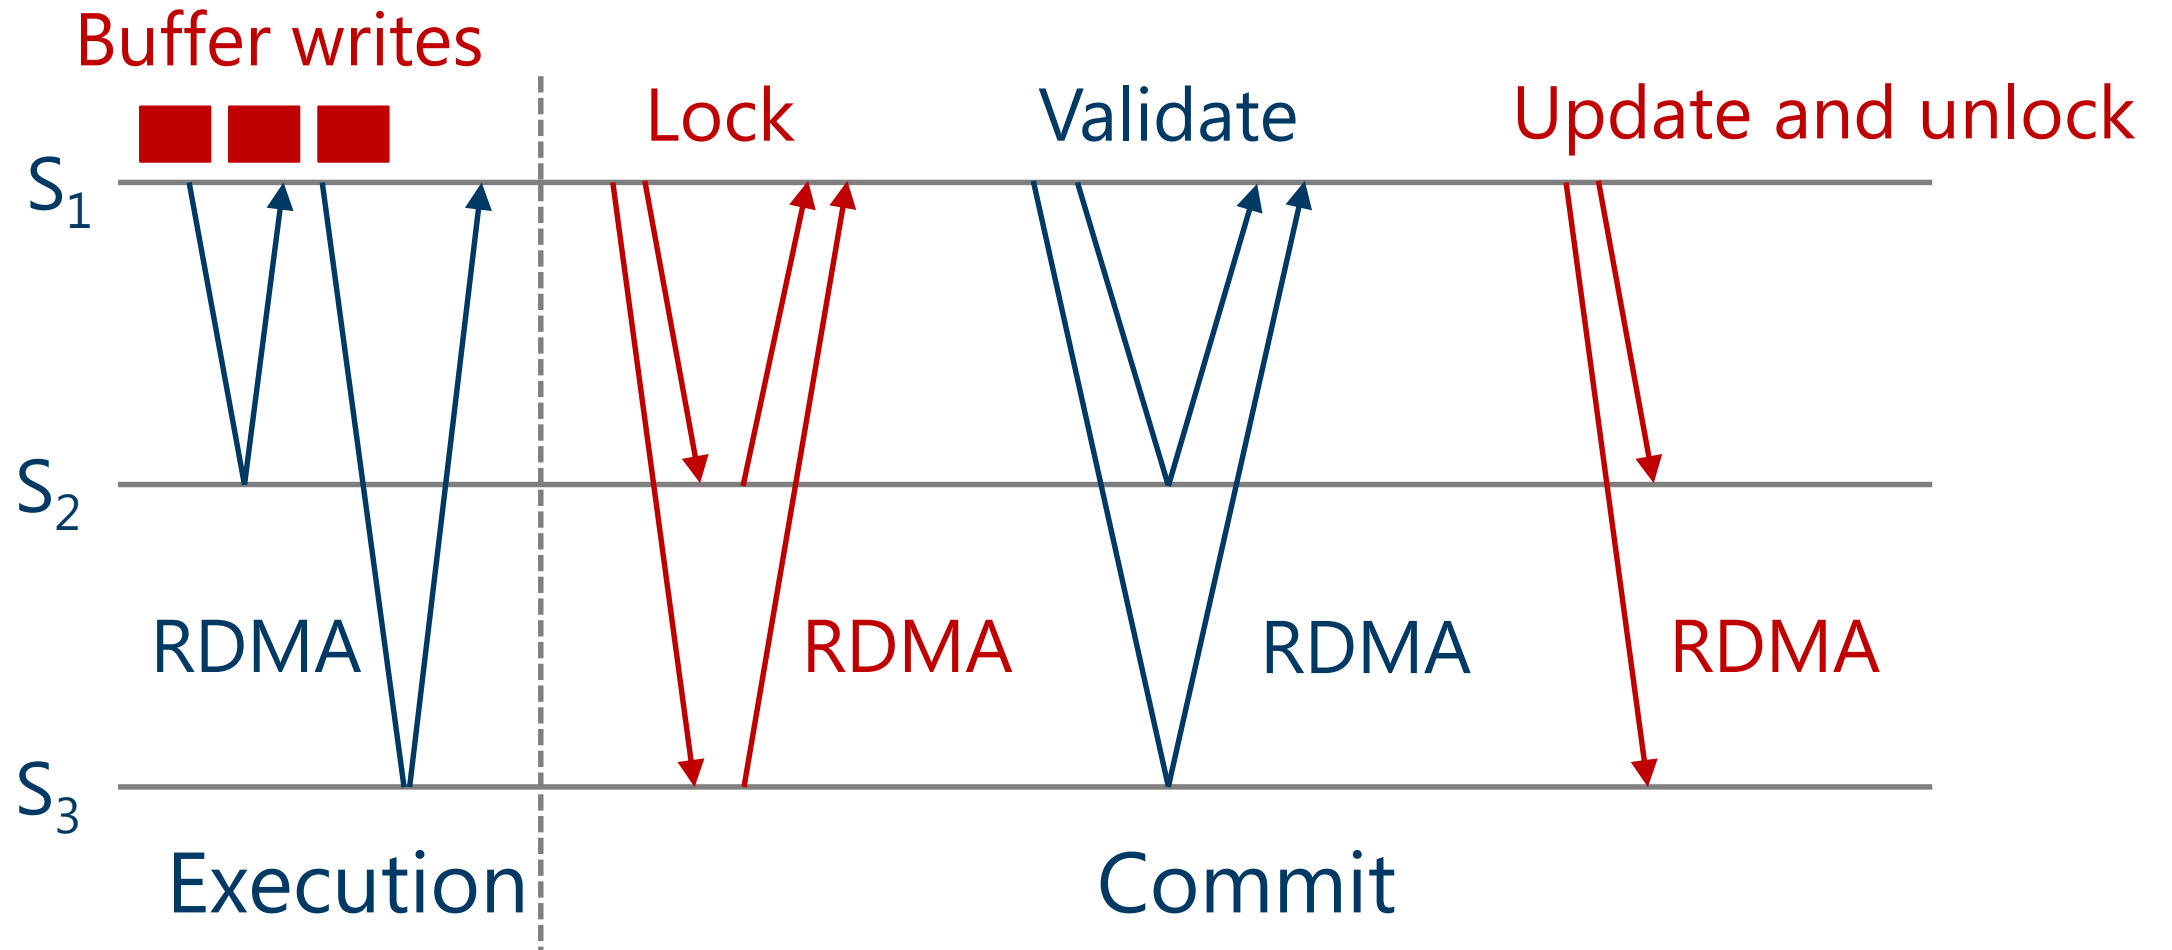 Buffer writes
Lock
Validate
Update and unlock
S1
S2
RDMA
RDMA
RDMA
RDMA
S3
Execution
Commit